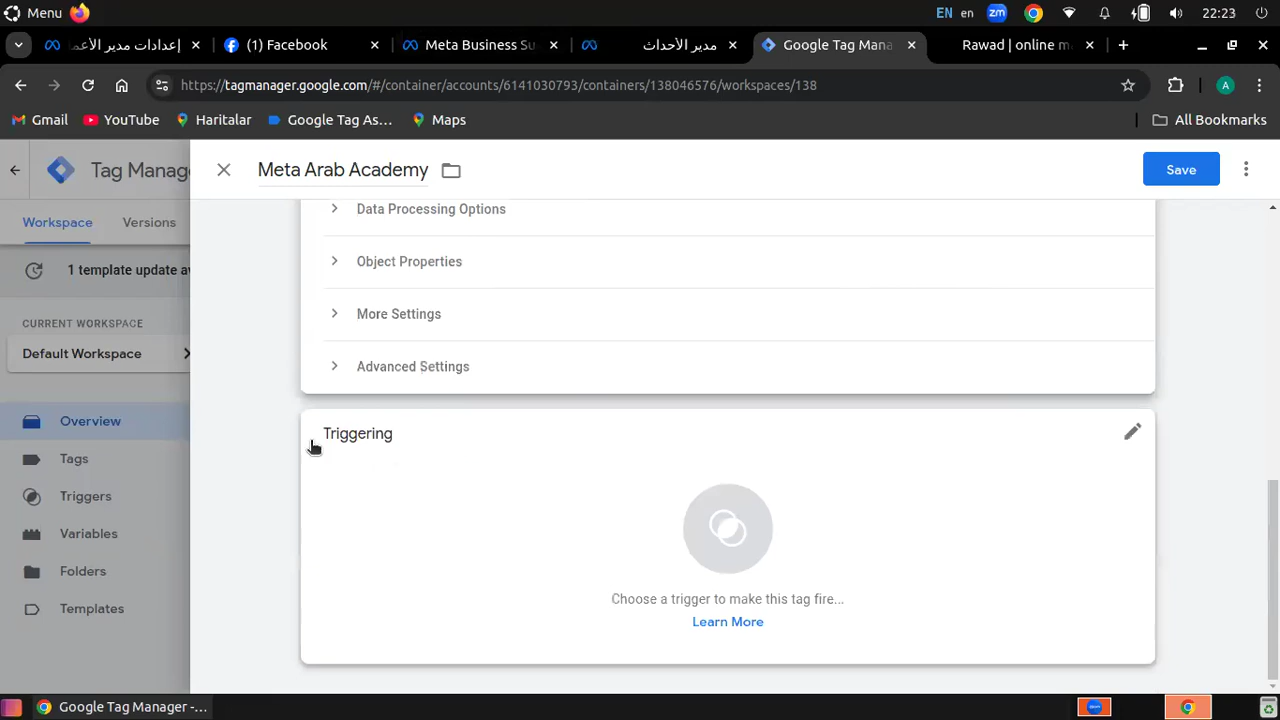 Menu
EN en 22:23
إعدادات مدير الأعم
(1) Facebook
Meta Business Su
مدير الأحداث
Google Tag Mana
Rawad | online m
https://tagmanager.google.com/#/container/accounts/6141030793/containers/138046576/workspaces/138
A
Gmail
YouTube
Haritalar
Google Tag As...
Maps
All Bookmarks
Tag Manage
Meta Arab Academy
Save
Workspace
Versions
1 template update av
CURRENT WORKSPACE
Default Workspace
Overview
Tags
Triggers
Variables
Folders
Templates
Data Processing Options
Object Properties
More Settings
Advanced Settings
Triggering
Choose a trigger to make this tag fire...
Learn More
Google Tag Manager -...